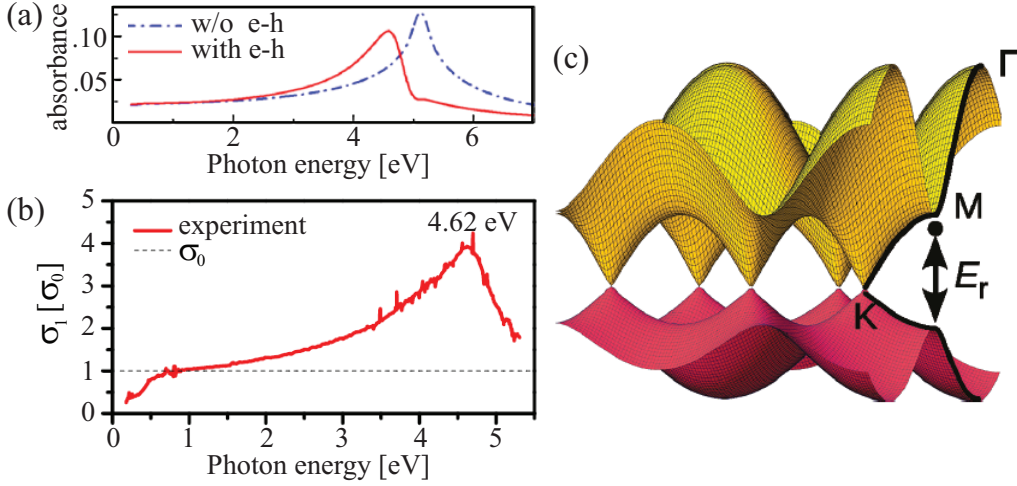 (a)
w/o e-h
with e-h
absorbance
.10
.05
0
2
4
6
Photon energy [eV]
(b)
experiment
σ₀
4.62 eV
σ₁ [σ₀]
5
4
3
2
1
0
0
1
2
3
4
5
Photon energy [eV]
(c)
Γ
M
K
Eᵣ